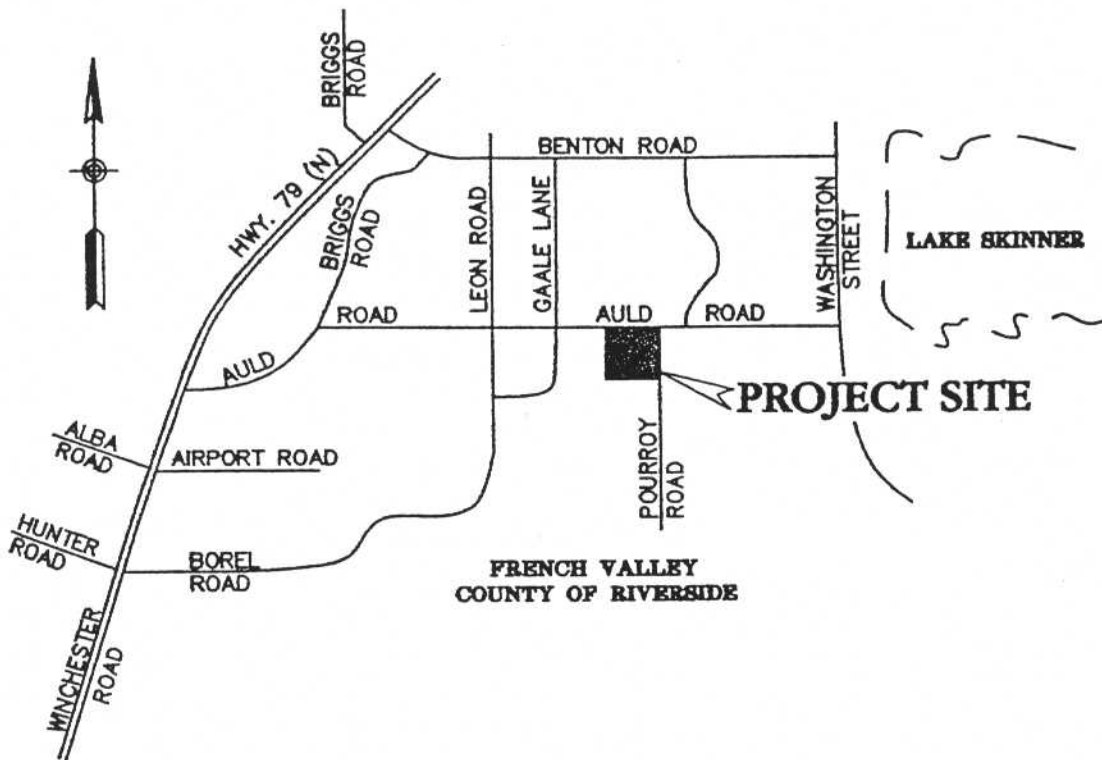 BRIGGS
ROAD
HWY. 79 (N)
BENTON ROAD
BRIGGS
ROAD
LEON ROAD
GAALE LANE
WASHINGTON
STREET
LAKE SKINNER
ROAD
AULD
ROAD
AULD
PROJECT SITE
ALBA
ROAD
AIRPORT ROAD
POURROY
ROAD
HUNTER
ROAD
BOREL
ROAD
FRENCH VALLEY
COUNTY OF RIVERSIDE
WINCHESTER
ROAD